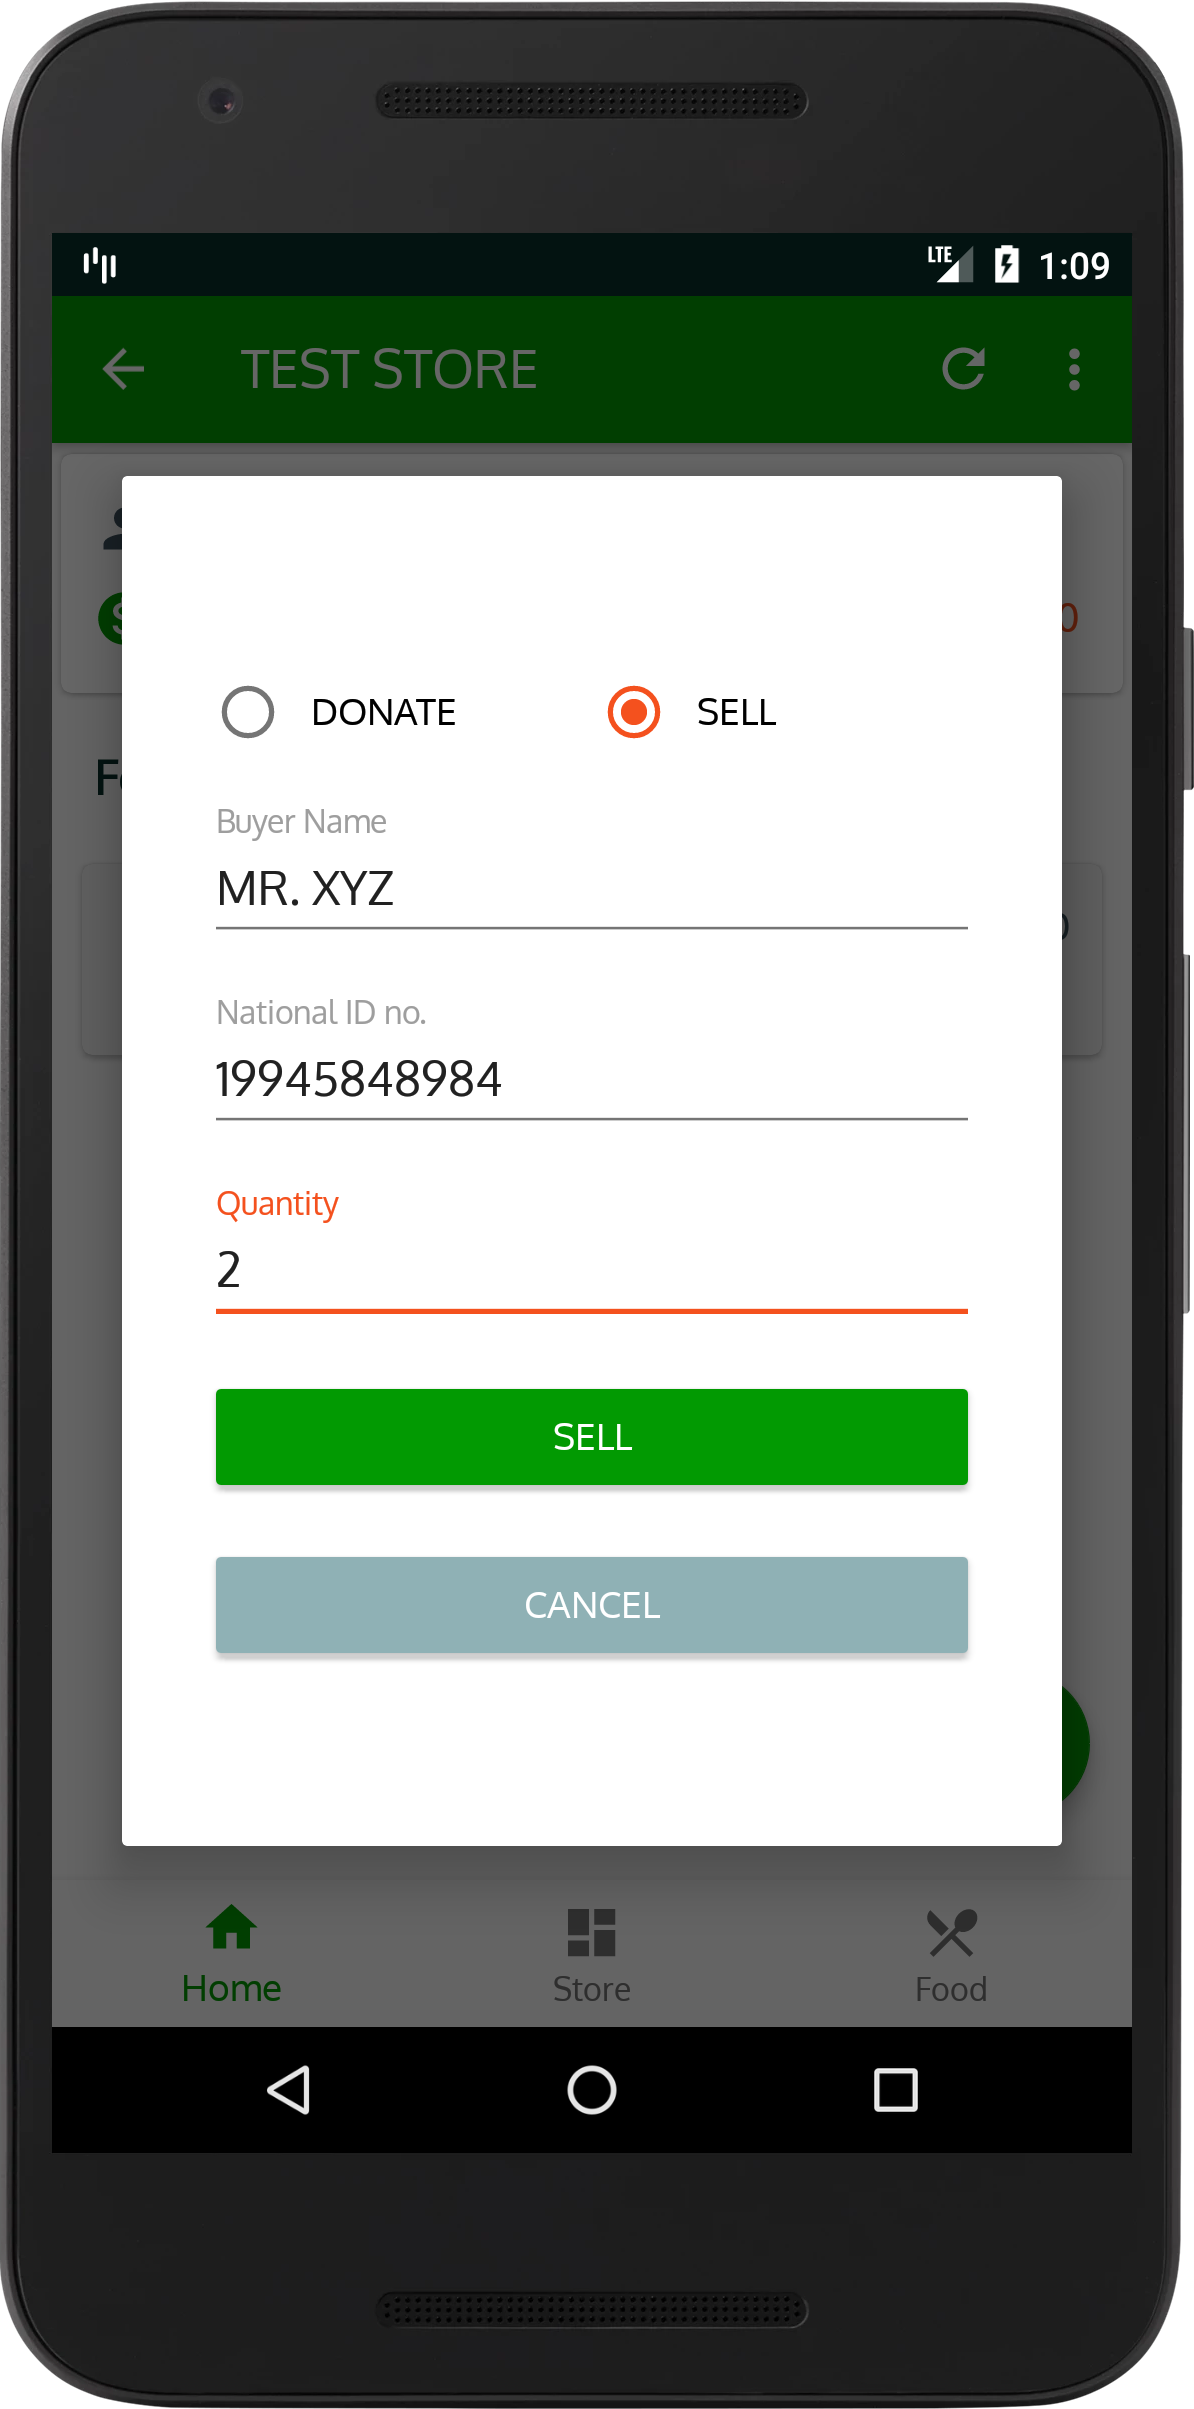 LTE 1:09
TEST STORE
DONATE SELL
Buyer Name
MR. XYZ
National ID no.
19945848984
Quantity
2
SELL
CANCEL
Home Store Food